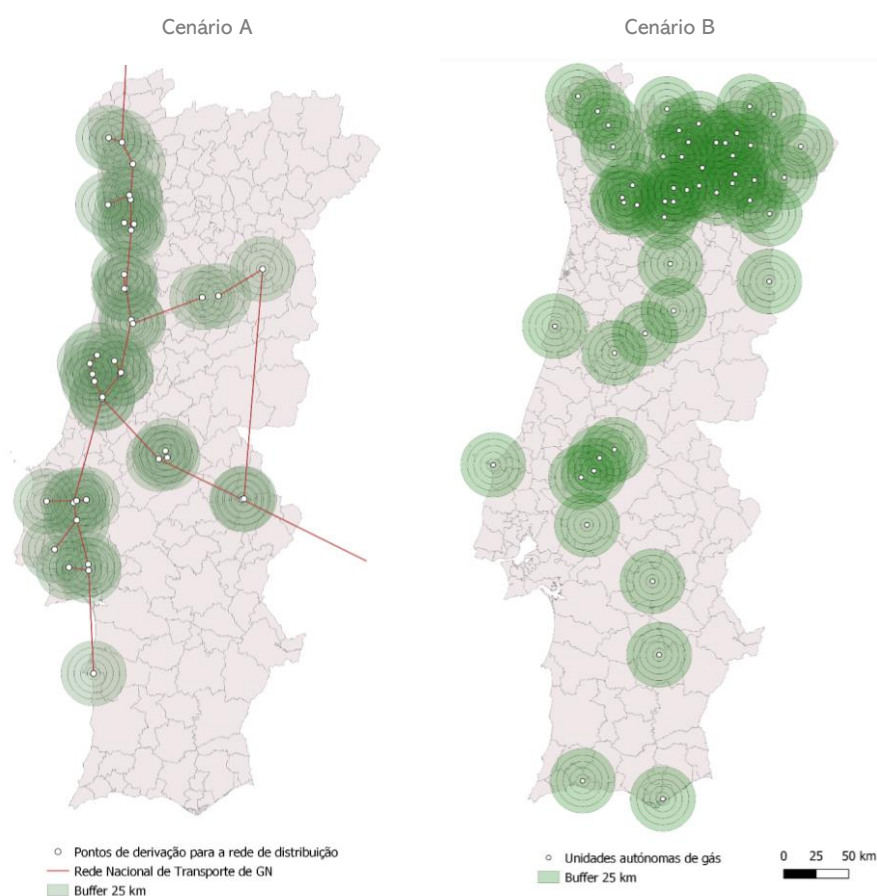 Cenário A
Cenário B
Pontos de derivação para a rede de distribuição
Rede Nacional de Transporte de GN
Buffer 25 km
Unidades autónomas de gás
Buffer 25 km
0 25 50 km